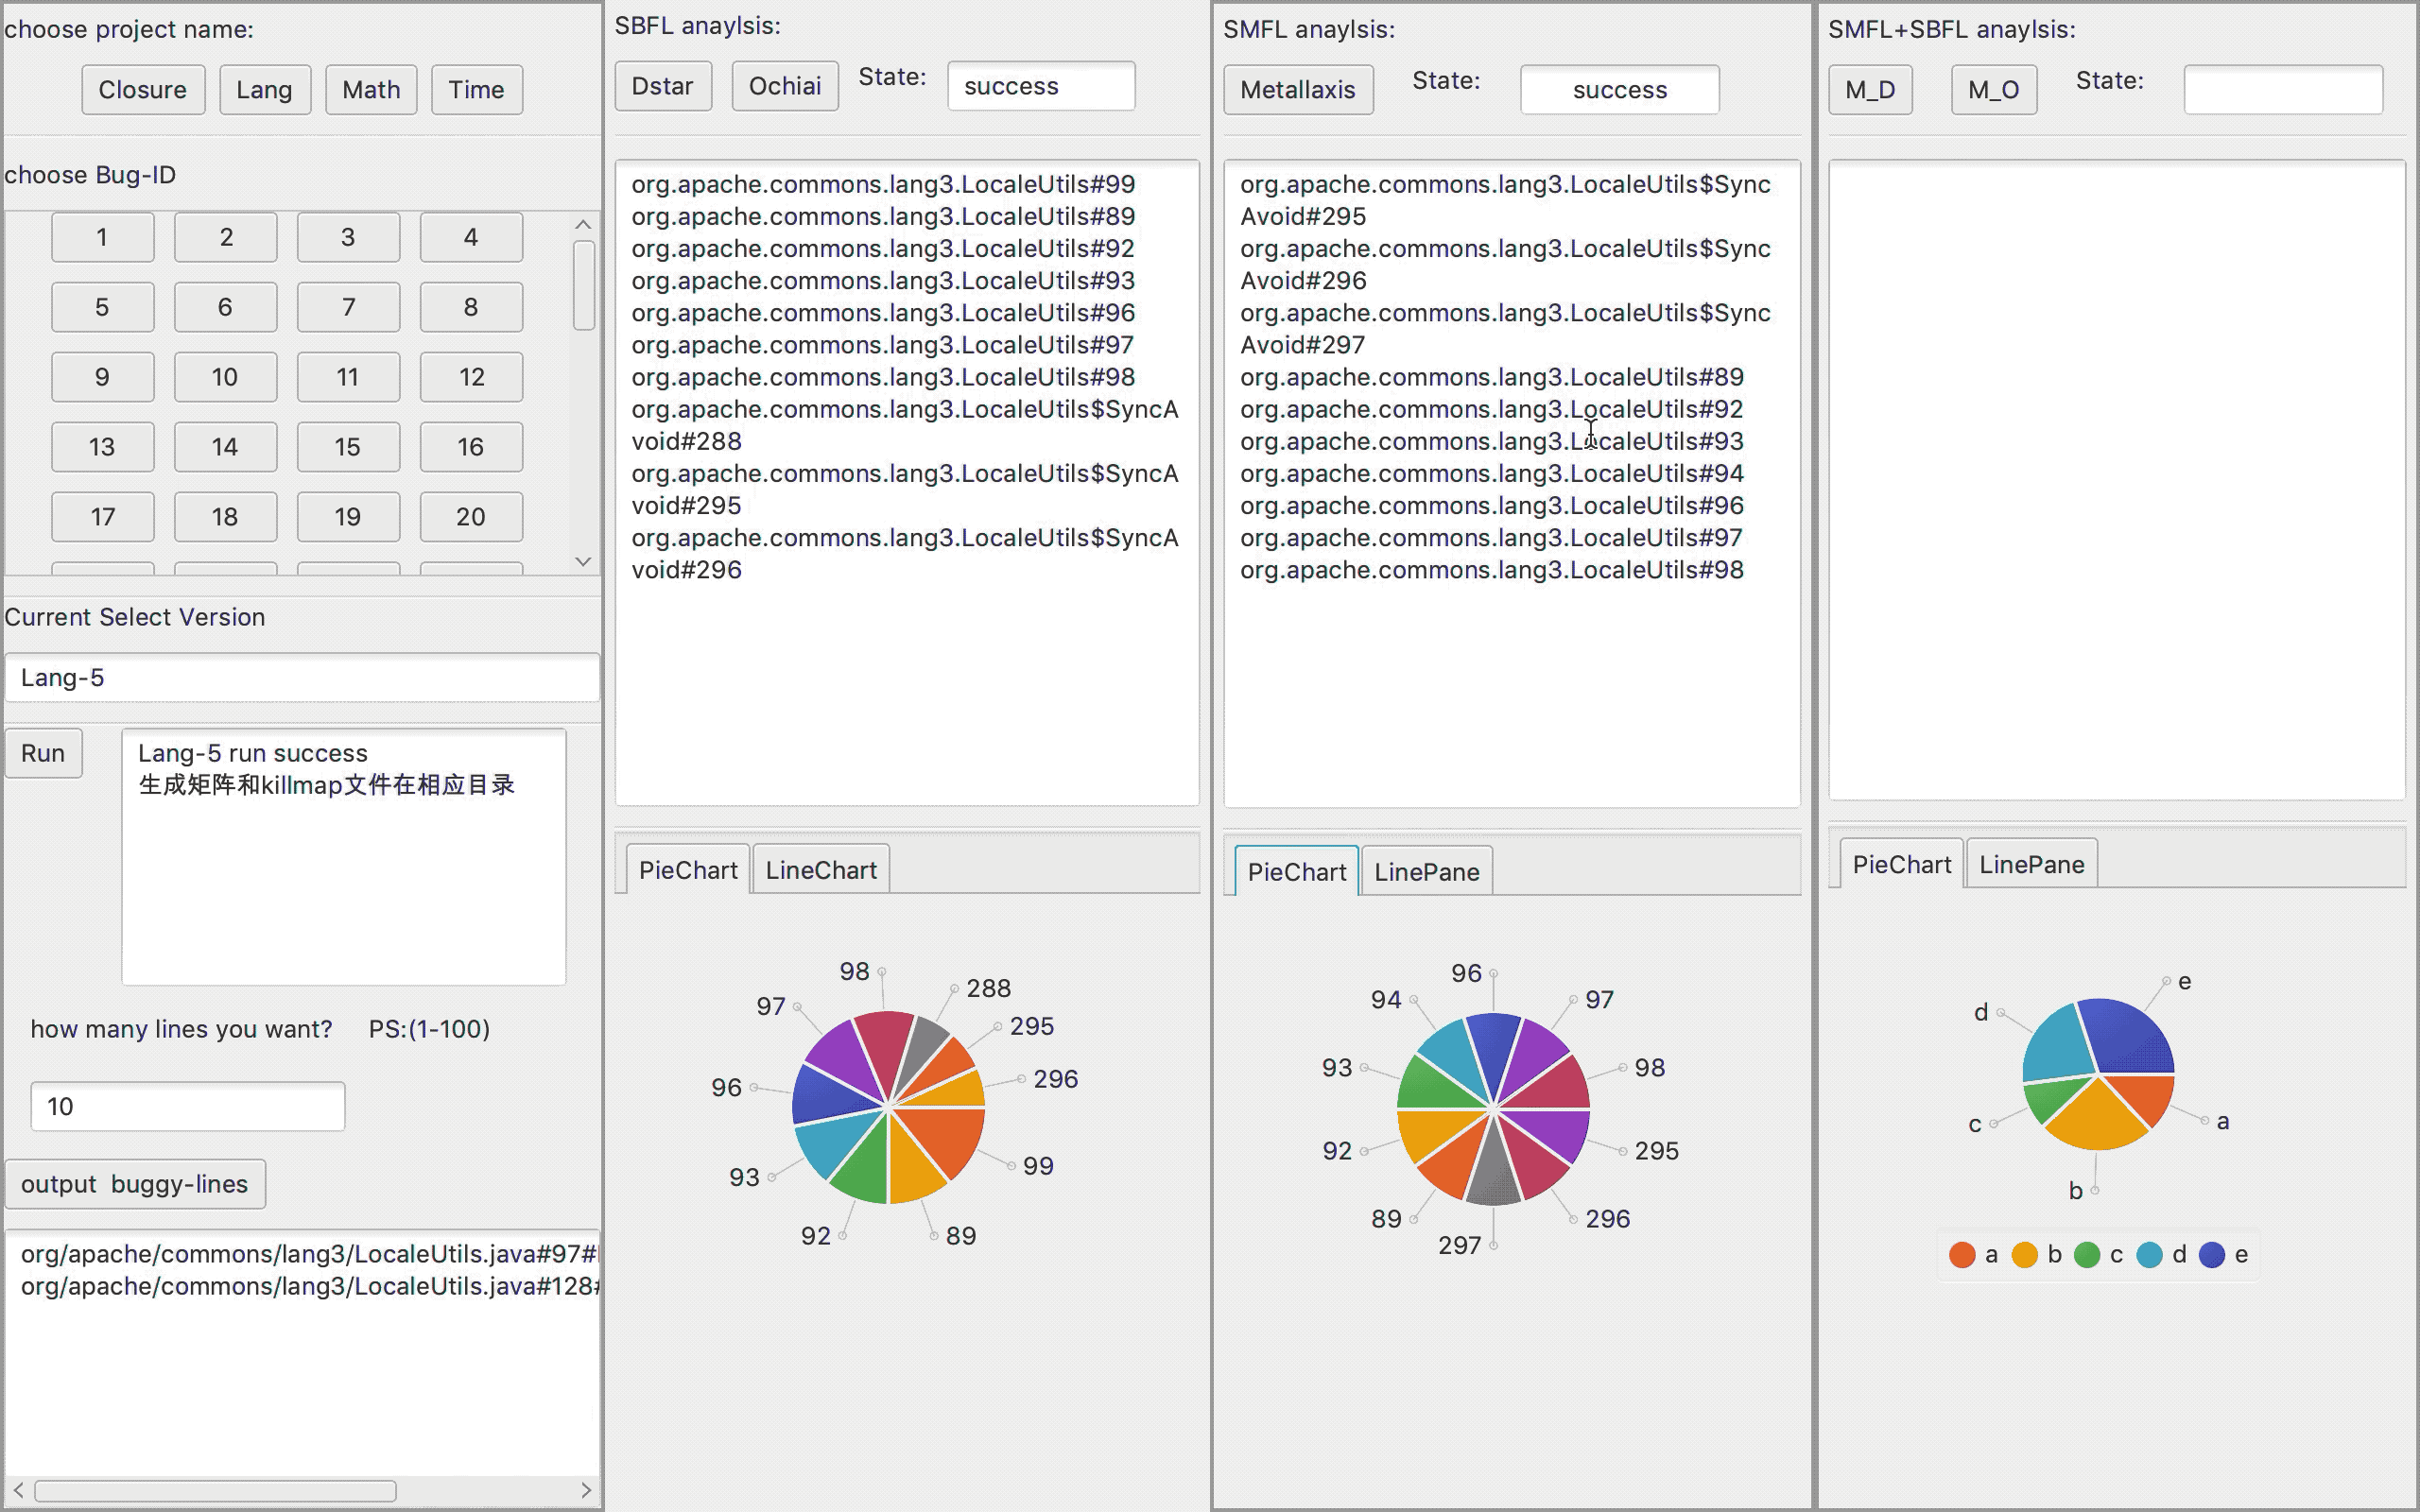 choose project name:
Closure Lang Math Time
choose Bug-ID
1 2 3 4
5 6 7 8
9 10 11 12
13 14 15 16
17 18 19 20
Current Select Version
Lang-5
Run
Lang-5 run success
生成矩阵和killmap文件在相应目录
how many lines you want? PS:(1-100)
10
output buggy-lines
org/apache/commons/lang3/LocaleUtils.java#97#
org/apache/commons/lang3/LocaleUtils.java#128#
SBFL anaylsis:
Dstar Ochiai State: success
org.apache.commons.lang3.LocaleUtils#99
org.apache.commons.lang3.LocaleUtils#89
org.apache.commons.lang3.LocaleUtils#92
org.apache.commons.lang3.LocaleUtils#93
org.apache.commons.lang3.LocaleUtils#96
org.apache.commons.lang3.LocaleUtils#97
org.apache.commons.lang3.LocaleUtils#98
org.apache.commons.lang3.LocaleUtils$SyncA
void#288
org.apache.commons.lang3.LocaleUtils$SyncA
void#295
org.apache.commons.lang3.LocaleUtils$SyncA
void#296
PieChart LineChart
98
288
97
295
296
96
99
93
92
89
SMFL anaylsis:
Metallaxis State: success
org.apache.commons.lang3.LocaleUtils$Sync
Avoid#295
org.apache.commons.lang3.LocaleUtils$Sync
Avoid#296
org.apache.commons.lang3.LocaleUtils$Sync
Avoid#297
org.apache.commons.lang3.LocaleUtils#89
org.apache.commons.lang3.LocaleUtils#92
org.apache.commons.lang3.LocaleUtils#93
org.apache.commons.lang3.LocaleUtils#94
org.apache.commons.lang3.LocaleUtils#96
org.apache.commons.lang3.LocaleUtils#97
org.apache.commons.lang3.LocaleUtils#98
PieChart LinePane
96
94
97
93
98
92
295
89
296
297
SMFL+SBFL anaylsis:
M_D M_O State:
PieChart LinePane
e
d
a
c
b
a b c d e